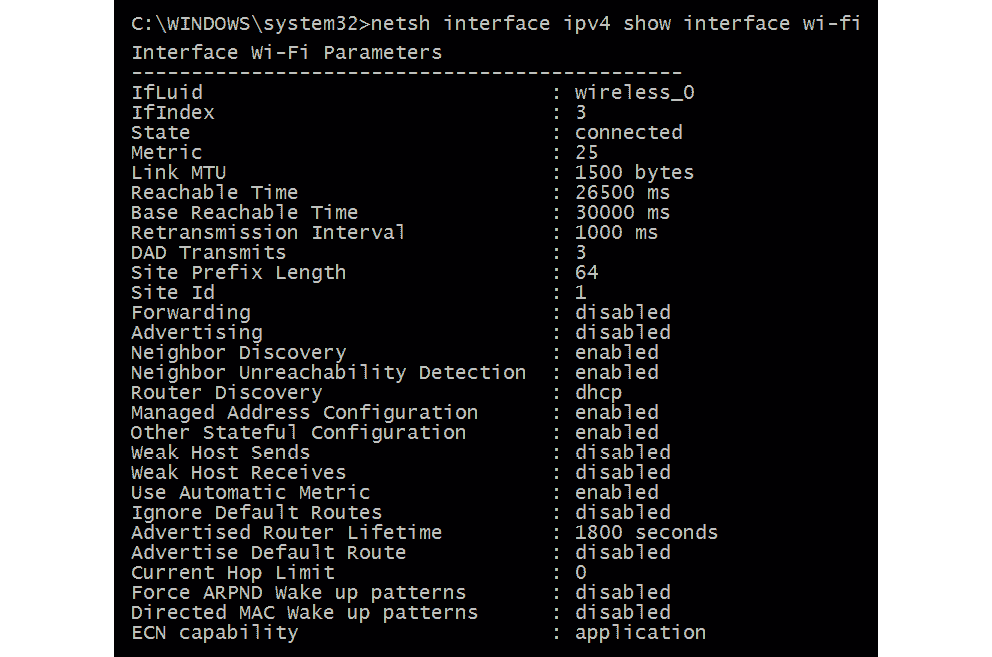 C:\WINDOWS\system32>netsh interface ipv4 show interface wi-fi
Interface Wi-Fi Parameters
----------------------------------------------
IfLuid                             : wireless_0
IfIndex                            : 3
State                              : connected
Metric                             : 25
Link MTU                           : 1500 bytes
Reachable Time                     : 26500 ms
Base Reachable Time                : 30000 ms
Retransmission Interval            : 1000 ms
DAD Transmits                      : 3
Site Prefix Length                 : 64
Site Id                            : 1
Forwarding                         : disabled
Advertising                        : disabled
Neighbor Discovery                 : enabled
Neighbor Unreachability Detection  : enabled
Router Discovery                   : dhcp
Managed Address Configuration      : enabled
Other Stateful Configuration       : enabled
Weak Host Sends                    : disabled
Weak Host Receives                 : disabled
Use Automatic Metric               : enabled
Ignore Default Routes              : disabled
Advertised Router Lifetime         : 1800 seconds
Advertise Default Route            : disabled
Current Hop Limit                  : 0
Force ARPND Wake up patterns       : disabled
Directed MAC Wake up patterns      : disabled
ECN capability                     : application